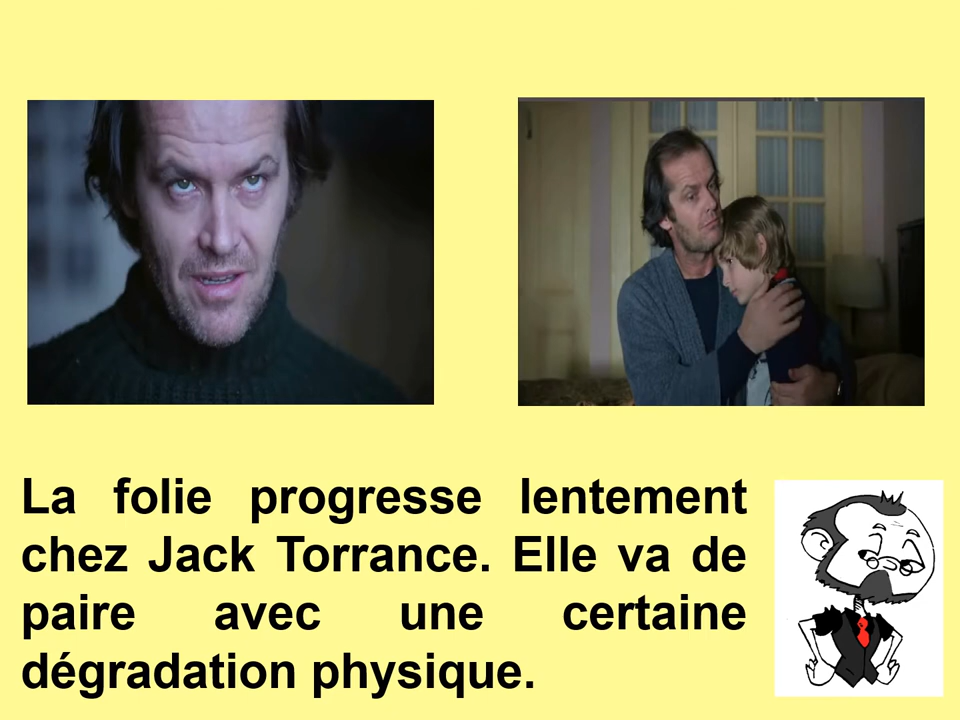 La folie progresse lentement
chez Jack Torrance. Elle va de
paire avec une certaine
dégradation physique.